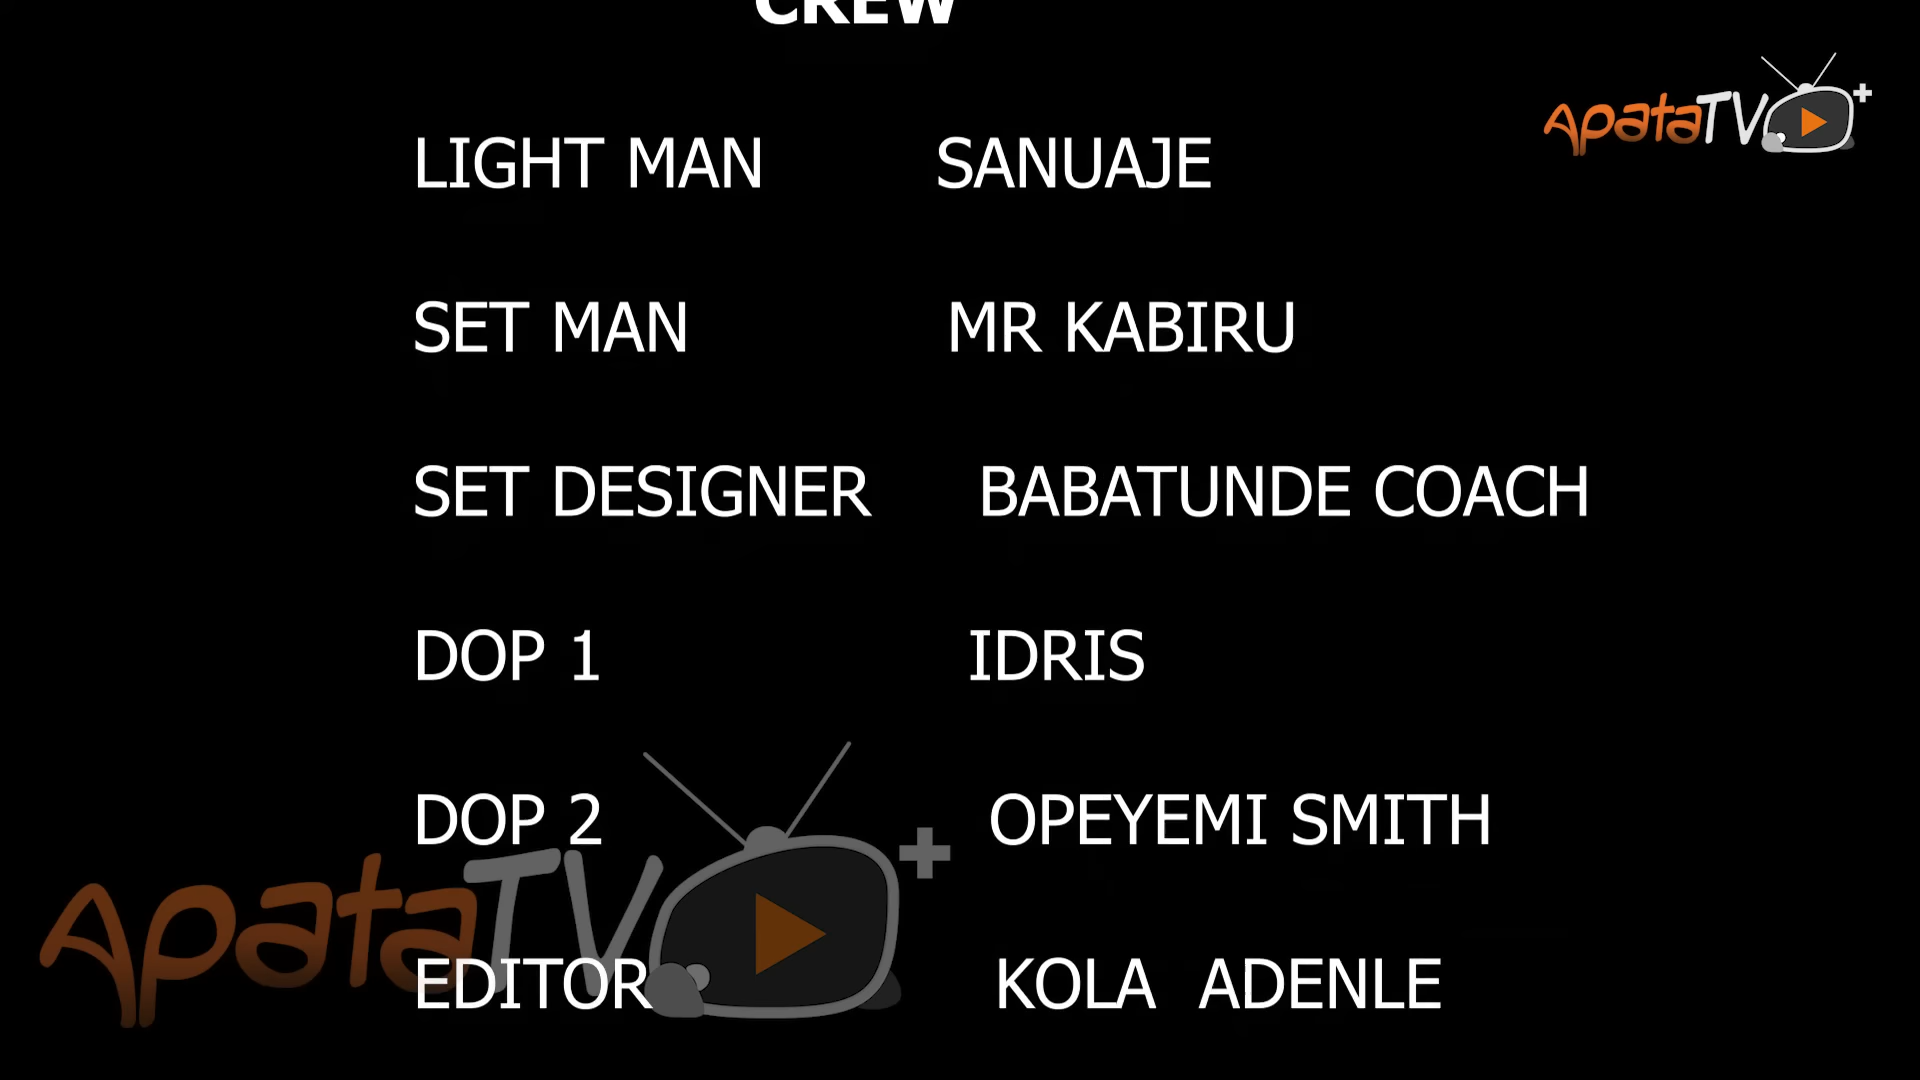 CREW
ApataTV+
LIGHT MAN SANUAJE
SET MAN MR KABIRU
SET DESIGNER BABATUNDE COACH
DOP 1 IDRIS
DOP 2 OPEYEMI SMITH
ApataTV+
EDITOR KOLA ADENLE